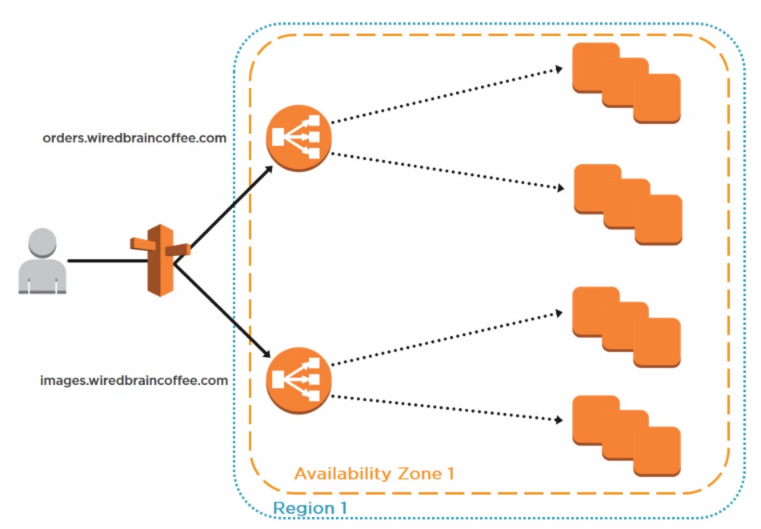 orders.wiredbraincoffee.com
images.wiredbraincoffee.com
Availability Zone 1
Region 1